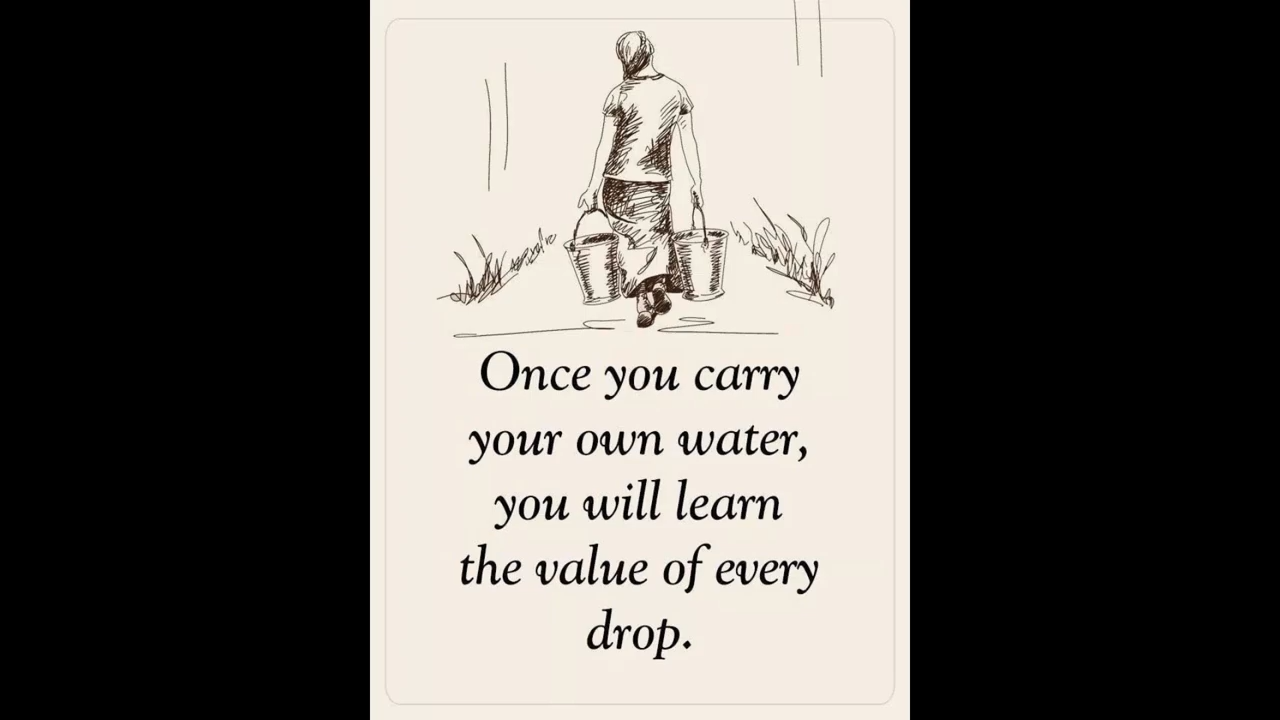 Once you carry
your own water,
you will learn
the value of every
drop.